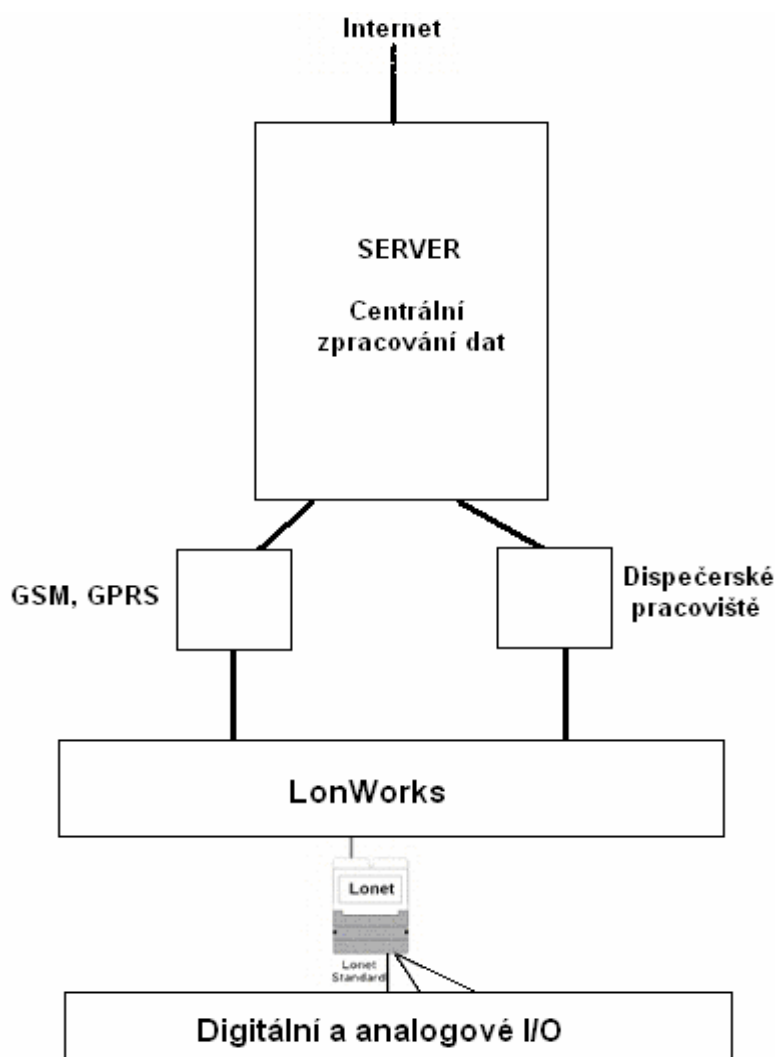 Internet
SERVER
Centrální
zpracování dat
GSM, GPRS
Dispečerské
pracoviště
LonWorks
Lonet
Lonet
Standard
Digitální a analogové I/O